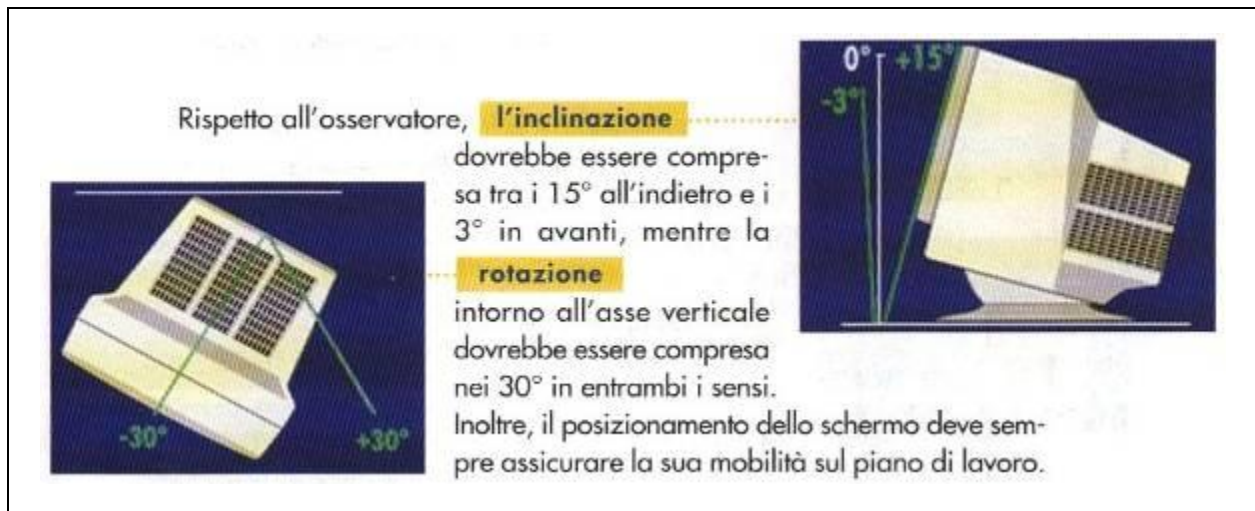 0° +15°
-3°
Rispetto all'osservatore, l'inclinazione
dovrebbe essere compre-
sa tra i 15° all'indietro e i
3° in avanti, mentre la
rotazione
intorno all'asse verticale
dovrebbe essere compresa
nei 30° in entrambi i sensi.
Inoltre, il posizionamento dello schermo deve sem-
pre assicurare la sua mobilità sul piano di lavoro.
-30° +30°